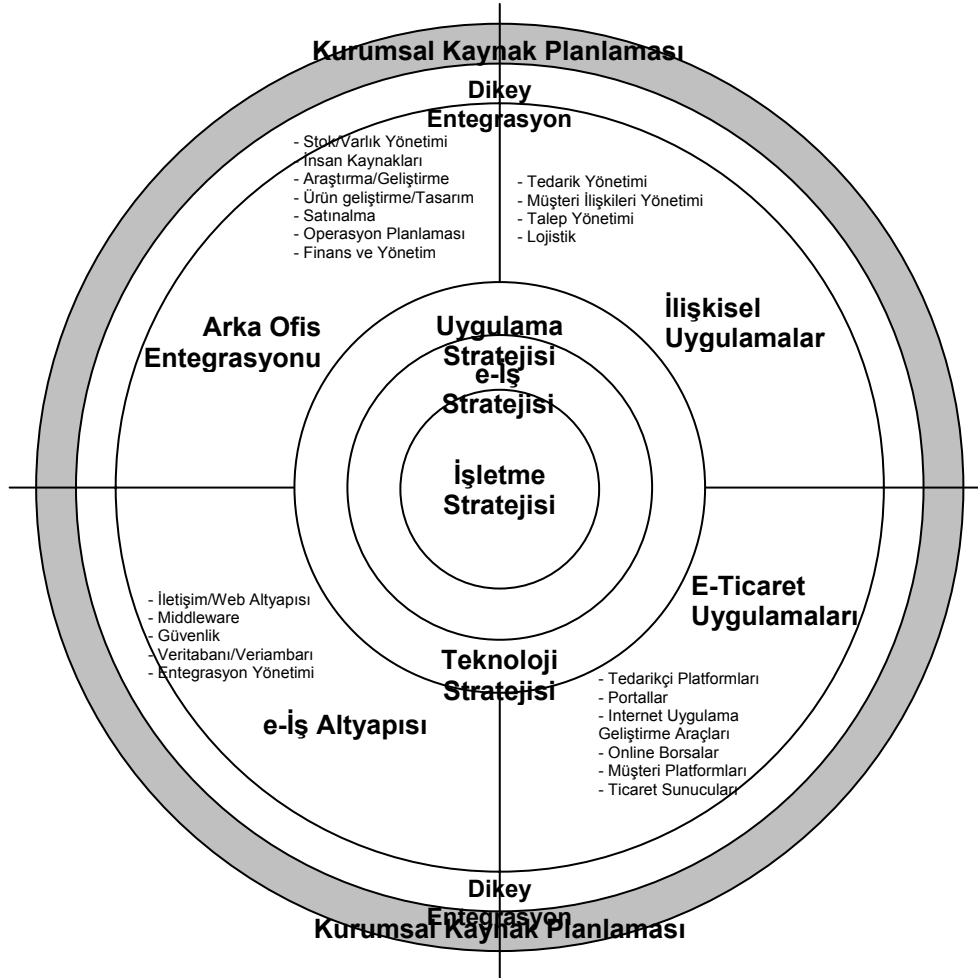 Kurumsal Kaynak Planlaması
Dikey
Entegrasyon
- Stok/Varlık Yönetimi
- İnsan Kaynakları
- Araştırma/Geliştirme
- Ürün geliştirme/Tasarım
- Satınalma
- Operasyon Planlaması
- Finans ve Yönetim
- Tedarik Yönetimi
- Müşteri İlişkileri Yönetimi
- Talep Yönetimi
- Lojistik
Arka Ofis
Entegrasyonu
İlişkisel
Uygulamalar
Uygulama
Stratejisi
e-İş
Stratejisi
İşletme
Stratejisi
- İletişim/Web Altyapısı
- Middleware
- Güvenlik
- Veritabanı/Veriambarı
- Entegrasyon Yönetimi
e-İş Altyapısı
Teknoloji
Stratejisi
E-Ticaret
Uygulamaları
- Tedarikçi Platformları
- Portallar
- Internet Uygulama
Geliştirme Araçları
- Online Borsalar
- Müşteri Platformları
- Ticaret Sunucuları
Dikey
Entegrasyon
Kurumsal Kaynak Planlaması